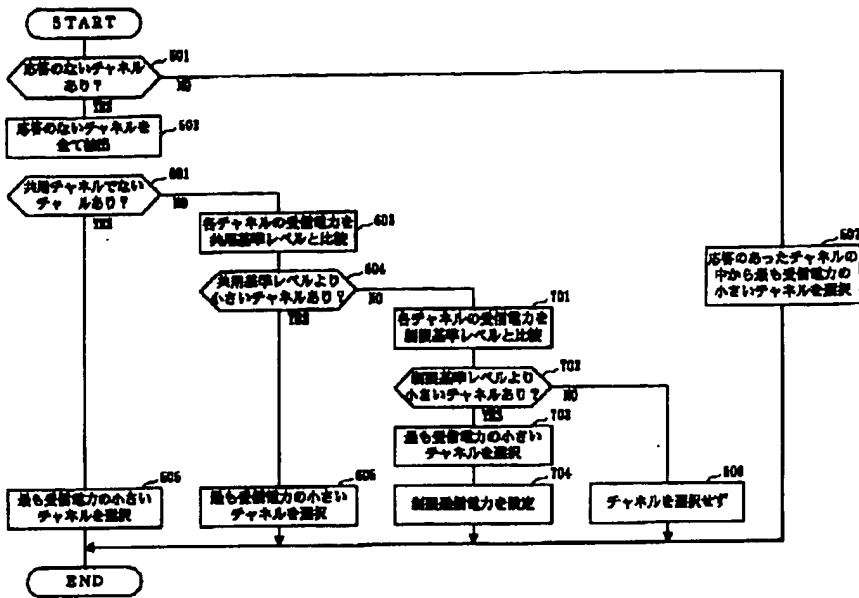 START
応答のないチャネル
あり？
501
NO
YES
応答のないチャネルを
全て抽出
502
共用チャネルでない
チャ ルあり？
601
NO
YES
各チャネルの受信電力を
共用基準レベルと比較
603
共用基準レベルより
小さいチャネルあり？
604
NO
YES
各チャネルの受信電力を
制限基準レベルと比較
701
制限基準レベルより
小さいチャネルあり？
702
NO
YES
最も受信電力の小さい
チャネルを選択
703
制限送信電力を設定
704
応答のあったチャネルの
中から最も受信電力の
小さいチャネルを選択
507
最も受信電力の小さい
チャネルを選択
最も受信電力の小さい
チャネルを選択
チャネルを選択せず
END